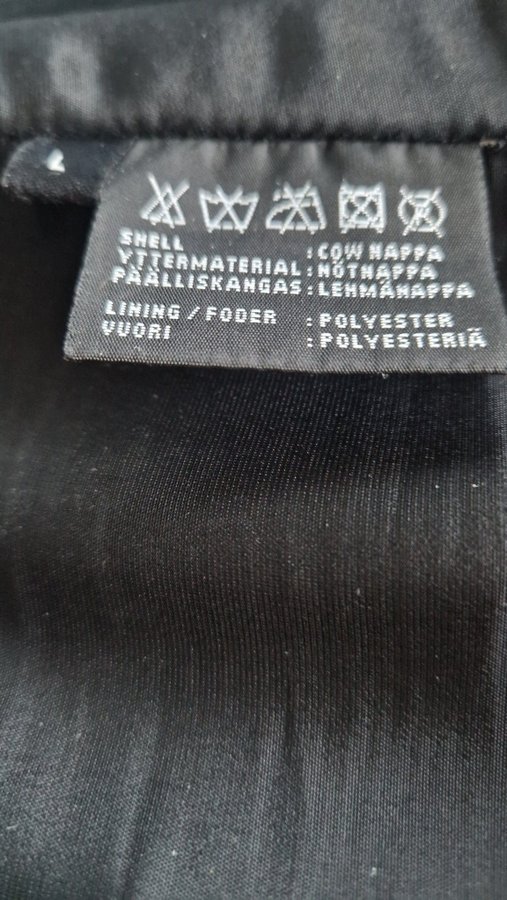 SHELL : COW NAPPA
YTTERMATERIAL : NÖTNAPPA
PÄÄLLISKANGAS : LEHMÄNAPPA
LINING / FODER : POLYESTER
VUORI : POLYESTERIÄ